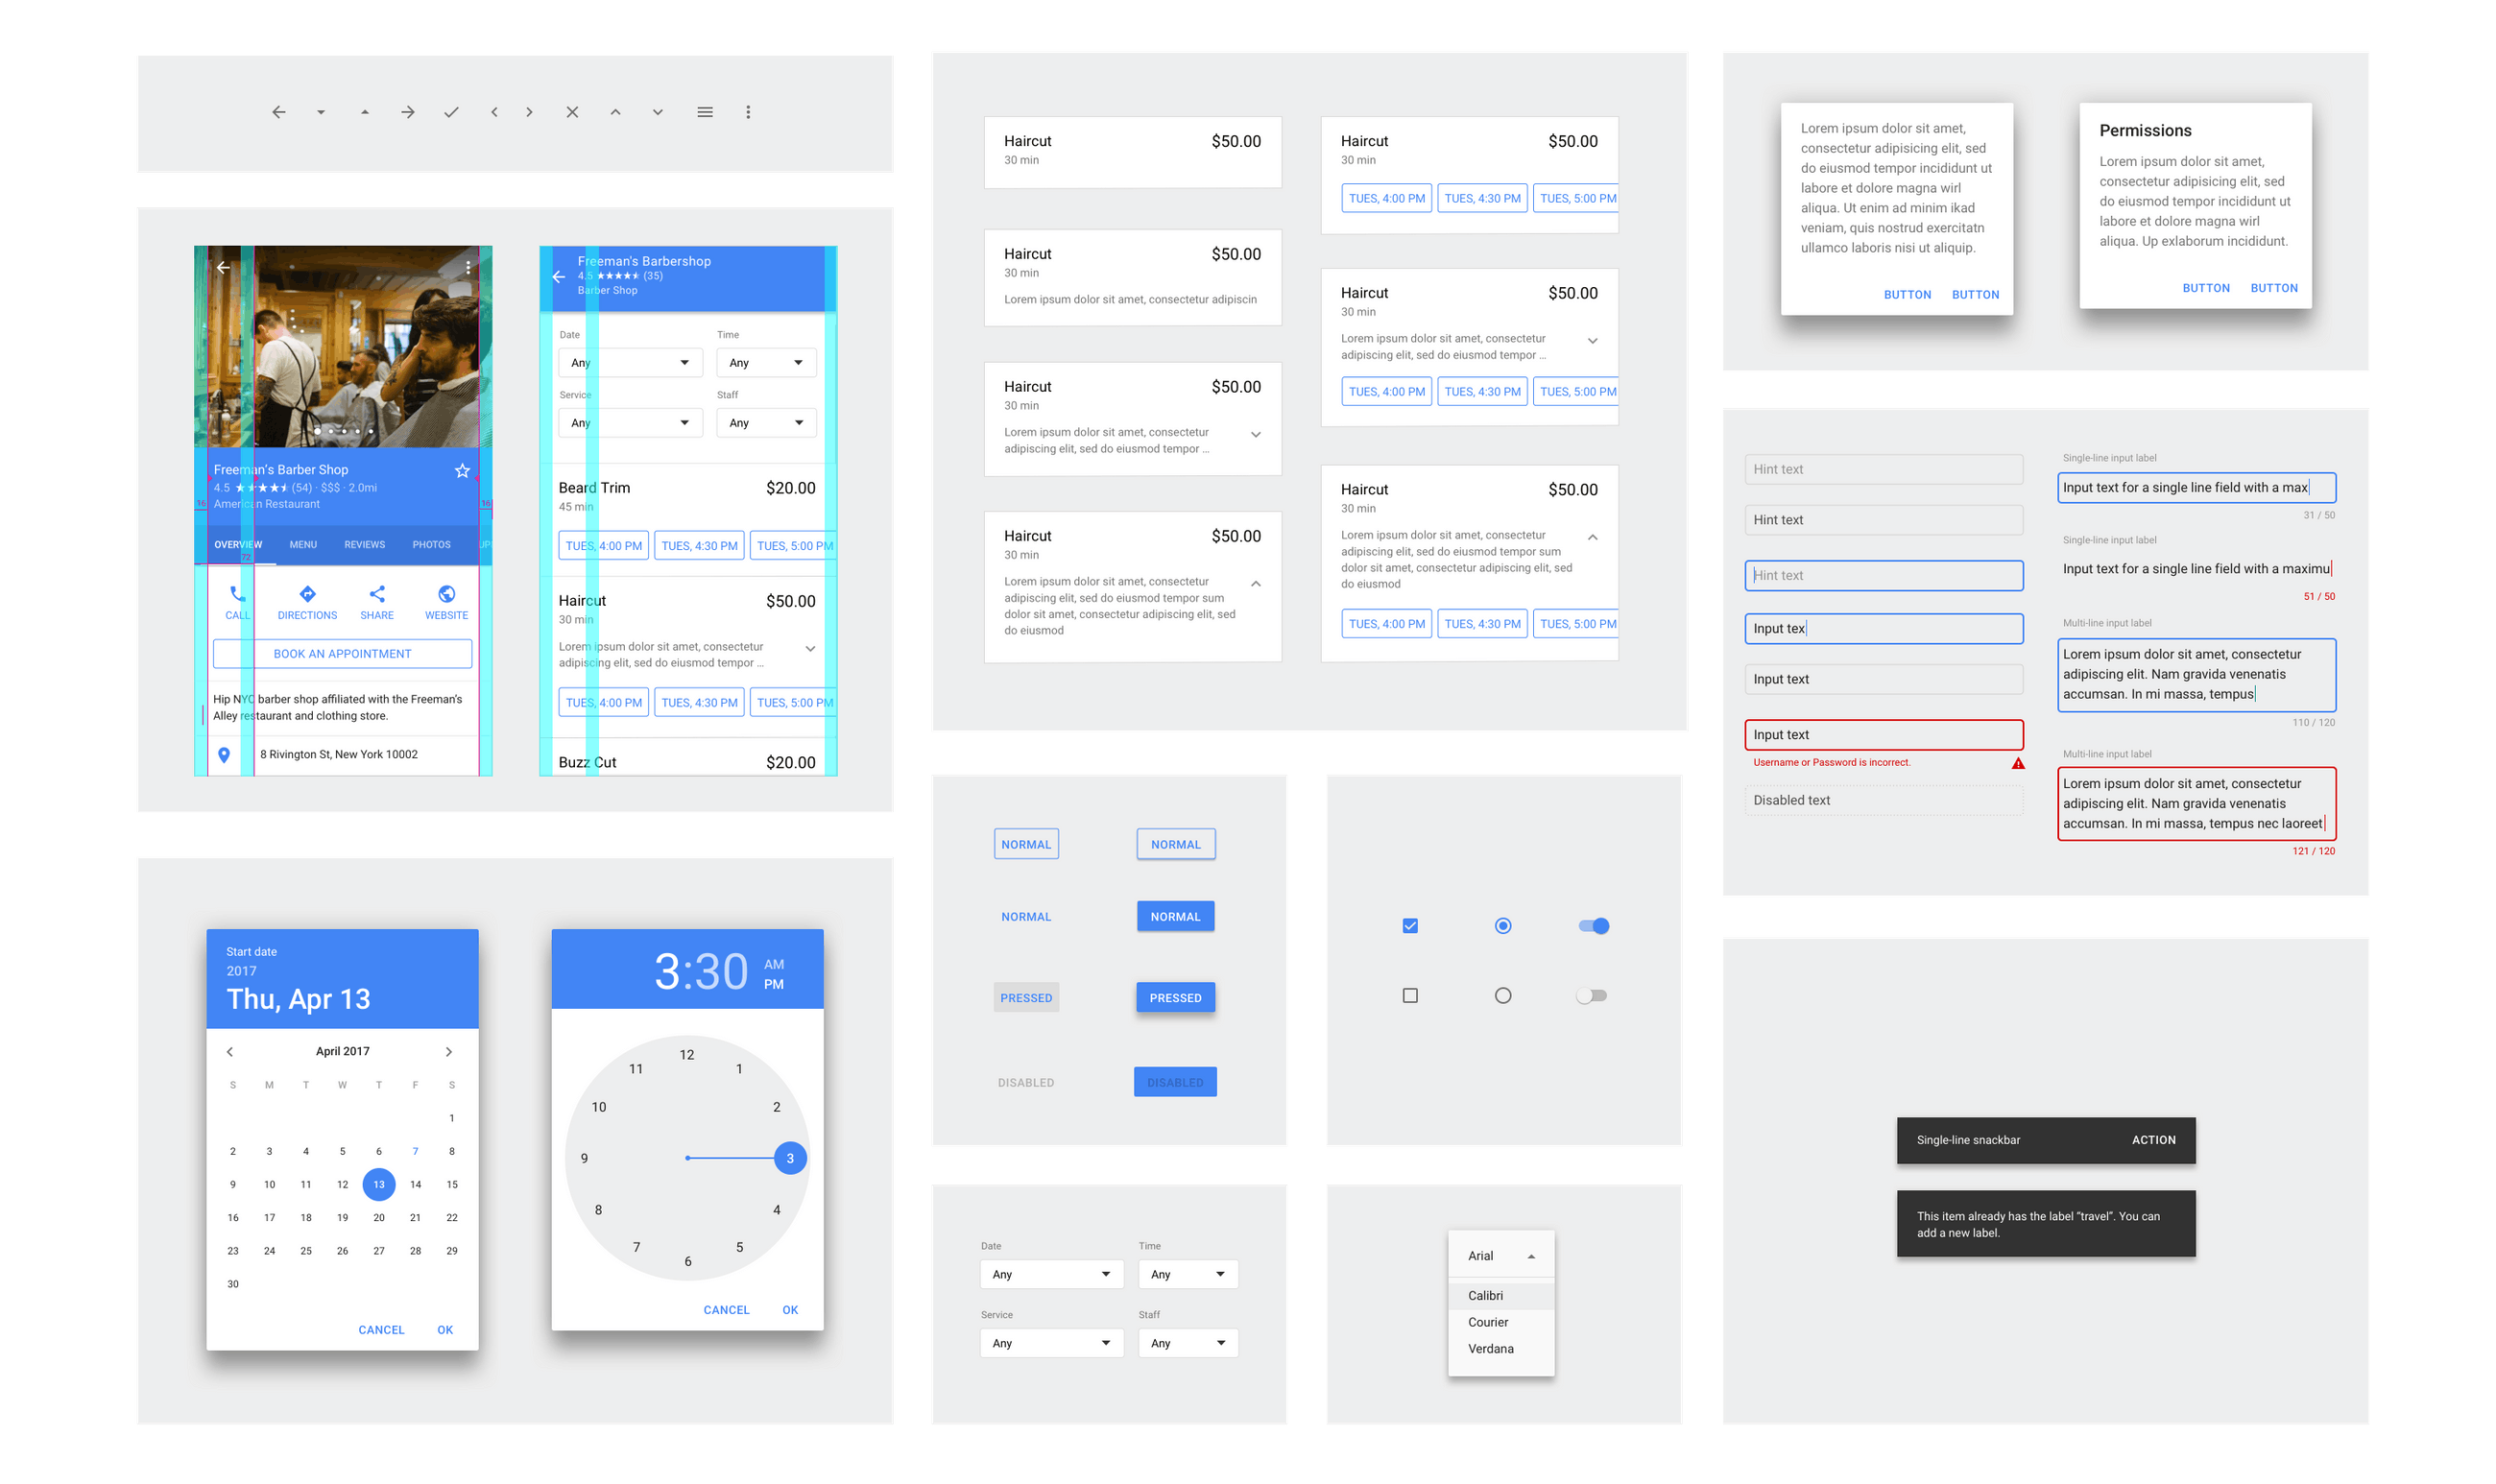 Freeman's Barber Shop
4.5 (54) · $$$ · 2.0mi
American Restaurant
16
16
OVERVIEW MENU REVIEWS PHOTOS UP
72
CALL DIRECTIONS SHARE WEBSITE
BOOK AN APPOINTMENT
Hip NYC barber shop affiliated with the Freeman's
Alley restaurant and clothing store.
8 Rivington St, New York 10002
Freeman's Barbershop
4.5 (35)
Barber Shop
Date Time
Any Any
Service Staff
Any Any
Beard Trim $20.00
45 min
TUES, 4:00 PM TUES, 4:30 PM TUES, 5:00 PM
Haircut $50.00
30 min
Lorem ipsum dolor sit amet, consectetur
adipiscing elit, sed do eiusmod tempor ...
TUES, 4:00 PM TUES, 4:30 PM TUES, 5:00 PM
Buzz Cut $20.00
Start date
2017
Thu, Apr 13
April 2017
S M T W T F S
1
2 3 4 5 6 7 8
9 10 11 12 13 14 15
16 17 18 19 20 21 22
23 24 25 26 27 28 29
30
CANCEL OK
3:30
AM
PM
12
11 1
10 2
9 3
8 4
7 5
6
CANCEL OK
Haircut $50.00
30 min
Haircut $50.00
30 min
Lorem ipsum dolor sit amet, consectetur adipiscin
Haircut $50.00
30 min
Lorem ipsum dolor sit amet, consectetur
adipiscing elit, sed do eiusmod tempor ...
Haircut $50.00
30 min
Lorem ipsum dolor sit amet, consectetur
adipiscing elit, sed do eiusmod tempor sum
dolor sit amet, consectetur adipiscing elit, sed
do eiusmod
Haircut $50.00
30 min
TUES, 4:00 PM TUES, 4:30 PM TUES, 5:00 PM
Haircut $50.00
30 min
Lorem ipsum dolor sit amet, consectetur
adipiscing elit, sed do eiusmod tempor ...
TUES, 4:00 PM TUES, 4:30 PM TUES, 5:00 PM
Haircut $50.00
30 min
Lorem ipsum dolor sit amet, consectetur
adipiscing elit, sed do eiusmod tempor sum
dolor sit amet, consectetur adipiscing elit, sed
do eiusmod
TUES, 4:00 PM TUES, 4:30 PM TUES, 5:00 PM
NORMAL NORMAL
NORMAL NORMAL
PRESSED PRESSED
DISABLED DISABLED
Date Time
Any Any
Service Staff
Any Any
Arial
Calibri
Courier
Verdana
Lorem ipsum dolor sit amet,
consectetur adipisicing elit, sed
do eiusmod tempor incididunt ut
labore et dolore magna wirl
aliqua. Ut enim ad minim ikad
veniam, quis nostrud exercitatn
ullamco laboris nisi ut aliquip.
BUTTON BUTTON
Permissions
Lorem ipsum dolor sit amet,
consectetur adipisicing elit, sed
do eiusmod tempor incididunt ut
labore et dolore magna wirl
aliqua. Up exlaborum incididunt.
BUTTON BUTTON
Hint text
Hint text
Hint text
Input tex
Input text
Input text
Username or Password is incorrect.
Disabled text
Single-line input label
Input text for a single line field with a max
31 / 50
Single-line input label
Input text for a single line field with a maximu
51 / 50
Multi-line input label
Lorem ipsum dolor sit amet, consectetur
adipiscing elit. Nam gravida venenatis
accumsan. In mi massa, tempus
110 / 120
Multi-line input label
Lorem ipsum dolor sit amet, consectetur
adipiscing elit. Nam gravida venenatis
accumsan. In mi massa, tempus nec laoreet
121 / 120
Single-line snackbar ACTION
This item already has the label “travel”. You can
add a new label.